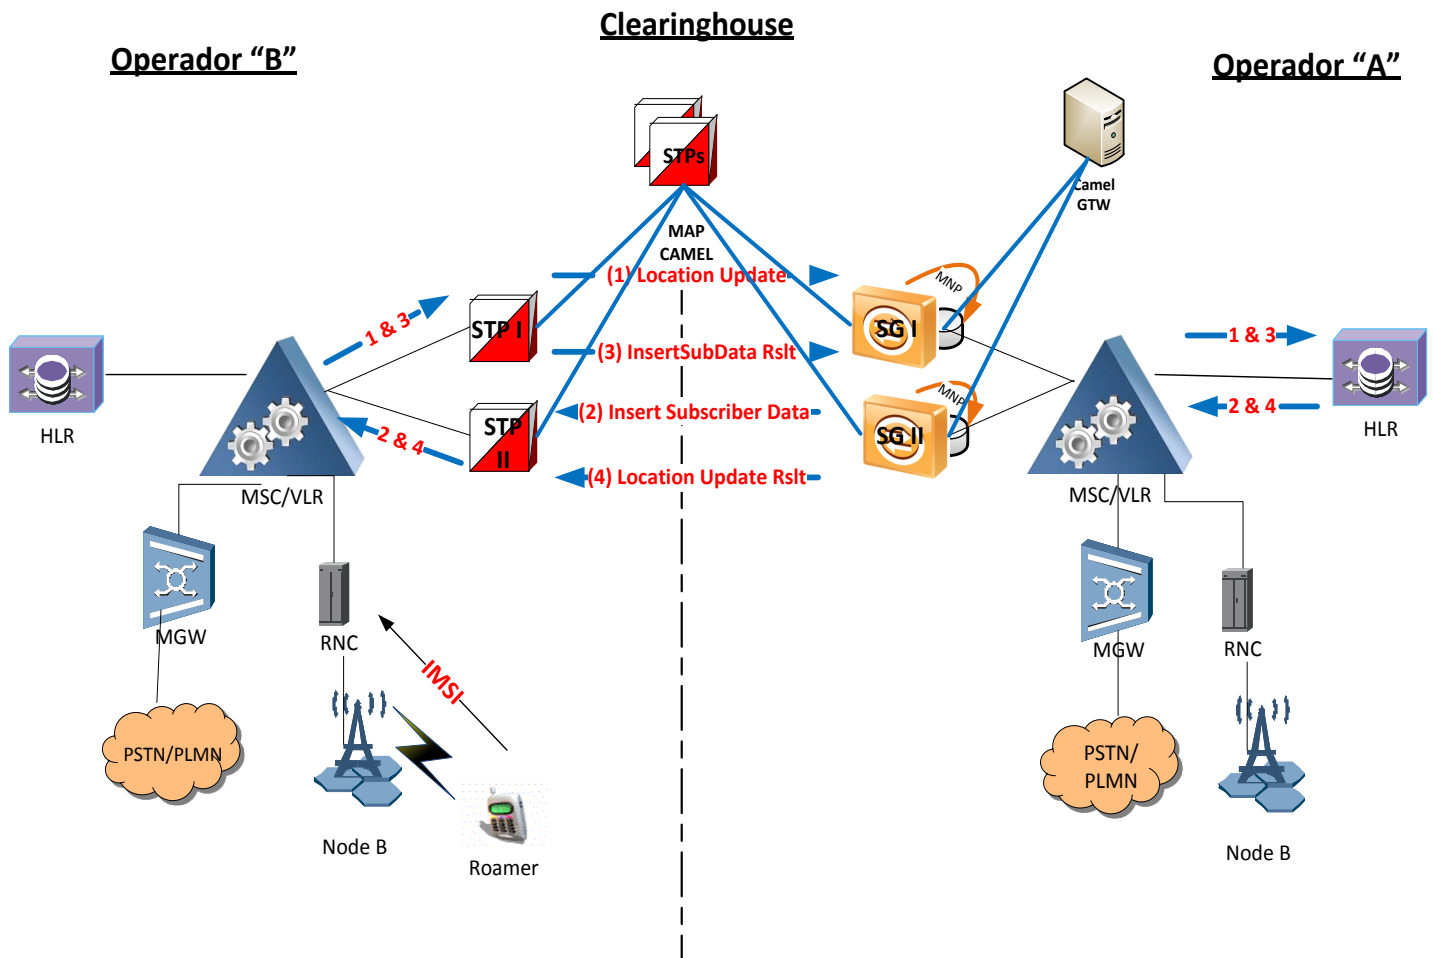 Clearinghouse
Operador “B”
Operador “A”
STPs
Camel
GTW
MAP
CAMEL
(1) Location Update
MNP
1 & 3
STP I
SG I
1 & 3
(3) InsertSubData Rslt
MNP
2 & 4
(2) Insert Subscriber Data
HLR
STP
II
SG II
HLR
2 & 4
(4) Location Update Rslt
MSC/VLR
MSC/VLR
MGW
RNC
MGW
RNC
IMSI
PSTN/PLMN
PSTN/
PLMN
Node B
Node B
Roamer